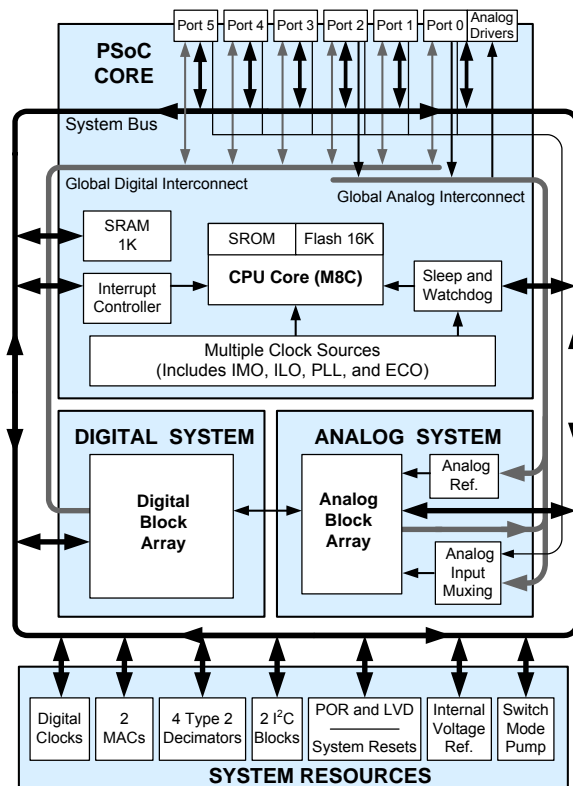 Port 5 Port 4 Port 3 Port 2 Port 1 Port 0 Analog
Drivers
PSoC
CORE
System Bus
Global Digital Interconnect
Global Analog Interconnect
SRAM
1K
SROM Flash 16K
CPU Core (M8C)
Interrupt
Controller
Sleep and
Watchdog
Multiple Clock Sources
(Includes IMO, ILO, PLL, and ECO)
DIGITAL SYSTEM
Digital
Block
Array
ANALOG SYSTEM
Analog
Block
Array
Analog
Ref.
Analog
Input
Muxing
Digital
Clocks
2
MACs
4 Type 2
Decimators
2 I²C
Blocks
POR and LVD
System Resets
Internal
Voltage
Ref.
Switch
Mode
Pump
SYSTEM RESOURCES